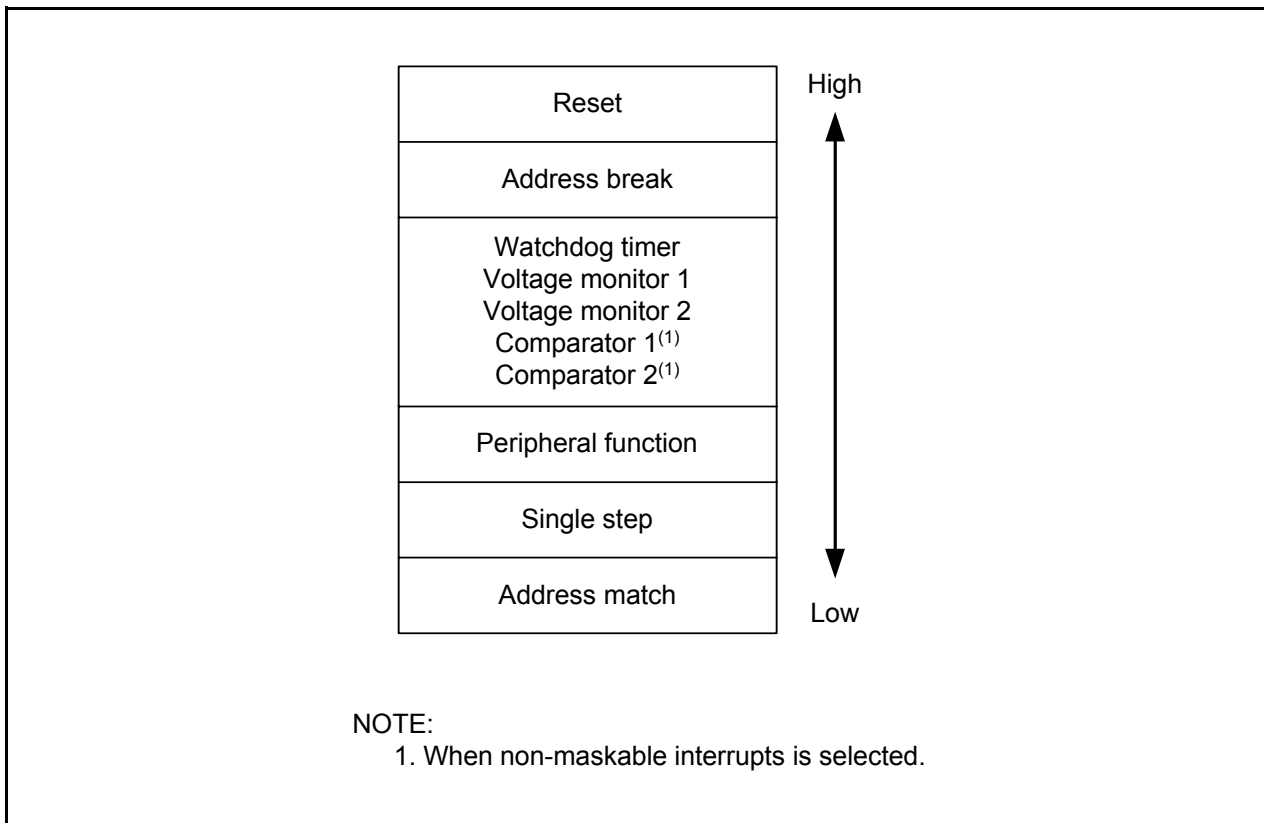 Reset
High
Address break
Watchdog timer
Voltage monitor 1
Voltage monitor 2
Comparator 1(1)
Comparator 2(1)
Peripheral function
Single step
Address match
Low
NOTE:
1. When non-maskable interrupts is selected.